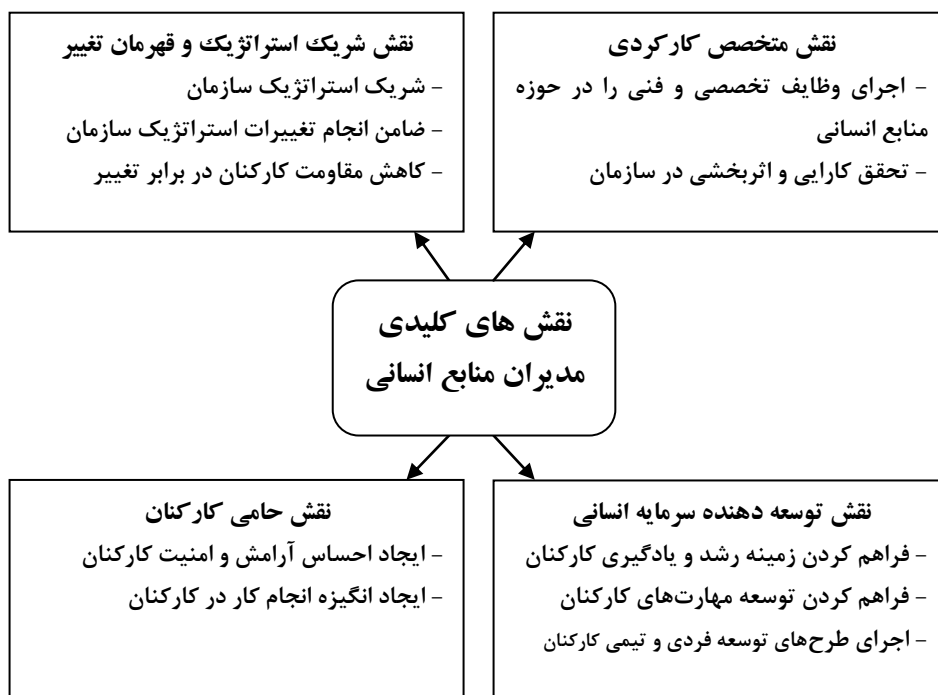 نقش متخصص کارکردی
– اجرای وظایف تخصصی و فنی را در حوزه
منابع انسانی
– تحقق کارایی و اثربخشی در سازمان
نقش شریک استراتژیک و قهرمان تغییر
– شریک استراتژیک سازمان
– ضامن انجام تغییرات استراتژیک سازمان
– کاهش مقاومت کارکنان در برابر تغییر
نقش های کلیدی
مدیران منابع انسانی
نقش توسعه دهنده سرمایه انسانی
– فراهم کردن زمینه رشد و یادگیری کارکنان
– فراهم کردن توسعه مهارت‌های کارکنان
– اجرای طرح‌های توسعه فردی و تیمی کارکنان
نقش حامی کارکنان
– ایجاد احساس آرامش و امنیت کارکنان
– ایجاد انگیزه انجام کار در کارکنان